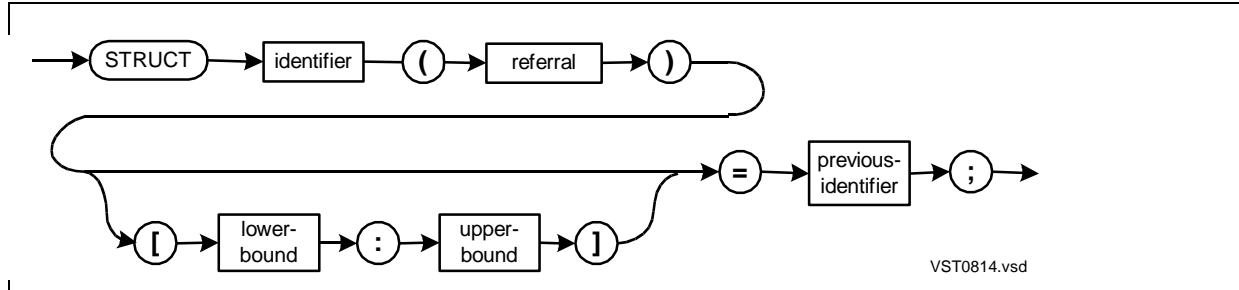 STRUCT identifier ( referral )
= previous-
identifier ;
[ lower-
bound : upper-
bound ]
VST0814.vsd